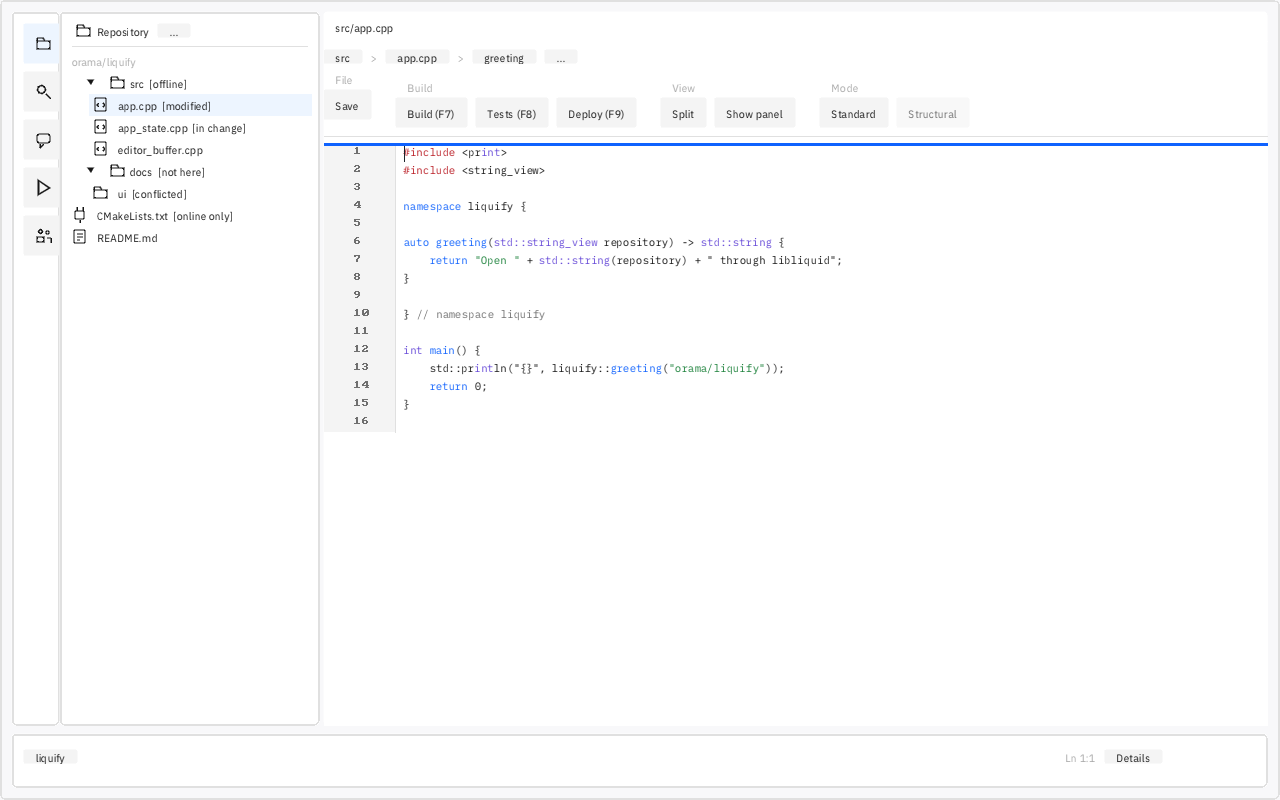 Repository ...
orama/liquify
src [offline]
app.cpp [modified]
app_state.cpp [in change]
editor_buffer.cpp
docs [not here]
ui [conflicted]
CMakeLists.txt [online only]
README.md
src/app.cpp
src > app.cpp > greeting ...
File Build View Mode
Save Build (F7) Tests (F8) Deploy (F9) Split Show panel Standard Structural
1 #include <print>
2 #include <string_view>
3
4 namespace liquify {
5
6 auto greeting(std::string_view repository) -> std::string {
7 return "Open " + std::string(repository) + " through libliquid";
8 }
9
10 } // namespace liquify
11
12 int main() {
13 std::println("{}", liquify::greeting("orama/liquify"));
14 return 0;
15 }
16
liquify Ln 1:1 Details